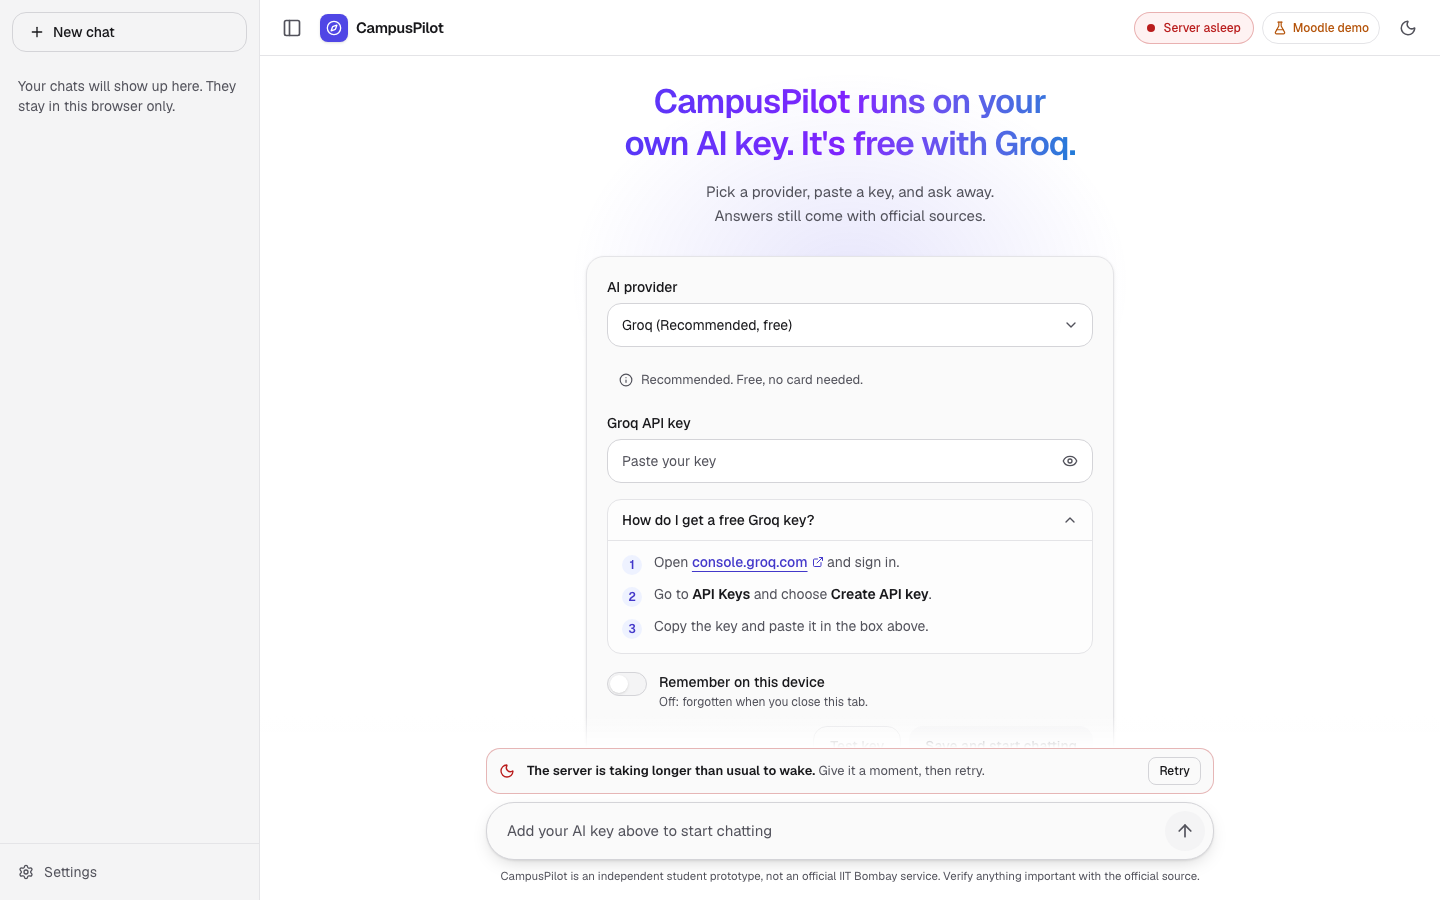 New chat
Your chats will show up here. They
stay in this browser only.
Settings
CampusPilot
Server asleep
Moodle demo
CampusPilot runs on your
own AI key. It's free with Groq.
Pick a provider, paste a key, and ask away.
Answers still come with official sources.
AI provider
Groq (Recommended, free)
Recommended. Free, no card needed.
Groq API key
Paste your key
How do I get a free Groq key?
1 Open console.groq.com and sign in.
2 Go to API Keys and choose Create API key.
3 Copy the key and paste it in the box above.
Remember on this device
Off: forgotten when you close this tab.
Test key Save and start chatting
The server is taking longer than usual to wake. Give it a moment, then retry.
Retry
Add your AI key above to start chatting
CampusPilot is an independent student prototype, not an official IIT Bombay service. Verify anything important with the official source.